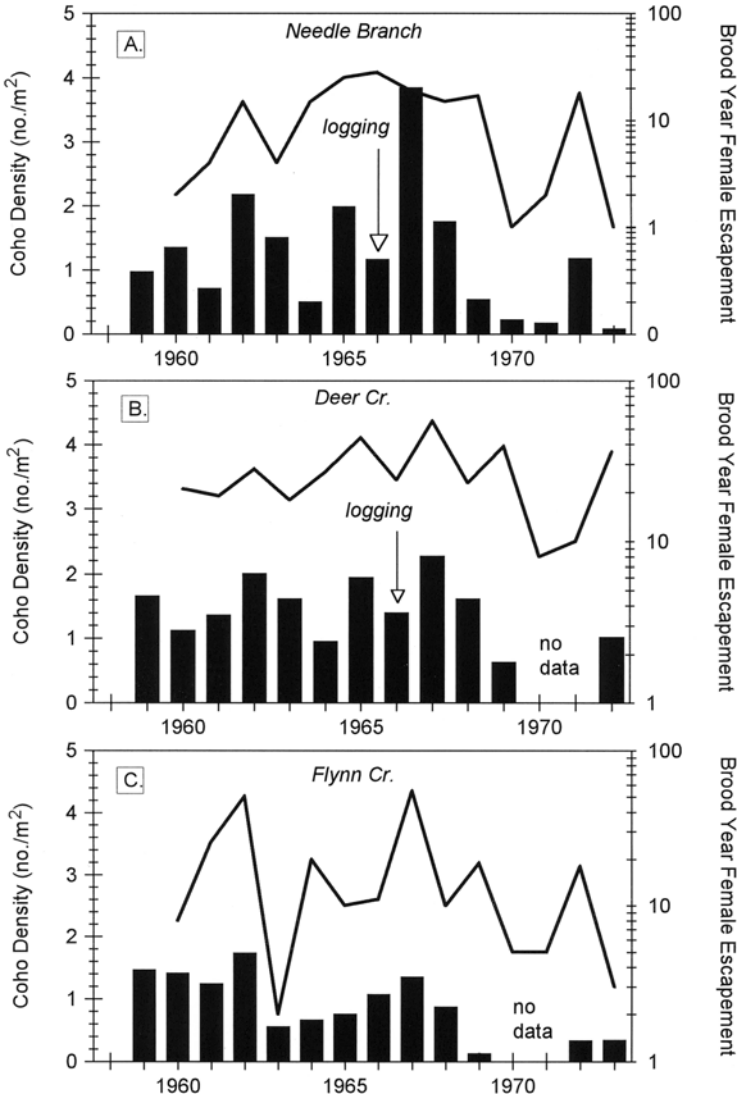 A.
Needle Branch
logging
Coho Density (no./m²)
Brood Year Female Escapement
5
4
3
2
1
0
100
10
1
0
1960
1965
1970
B.
Deer Cr.
logging
no
data
Coho Density (no./m²)
Brood Year Female Escapement
5
4
3
2
1
0
100
10
1
1960
1965
1970
C.
Flynn Cr.
no
data
Coho Density (no./m²)
Brood Year Female Escapement
5
4
3
2
1
0
100
10
1
1960
1965
1970